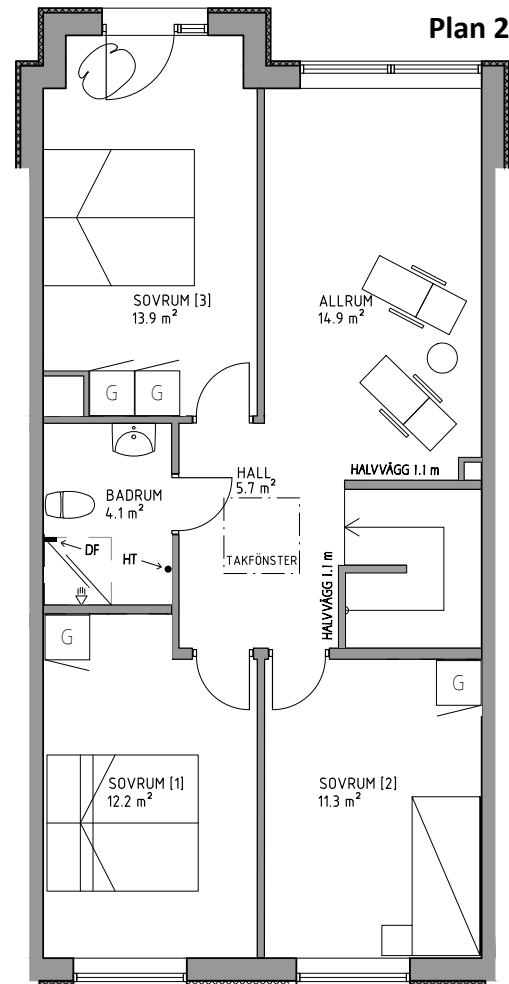 Plan 2
SOVRUM [3]
13.9 m²
ALLRUM
14.9 m²
G
G
HALVVÄGG 1.1 m
HALL
5.7 m²
BADRUM
4.1 m²
DF
HT
TAKFÖNSTER
HALVVÄGG 1.1 m
G
G
SOVRUM [1]
12.2 m²
SOVRUM [2]
11.3 m²